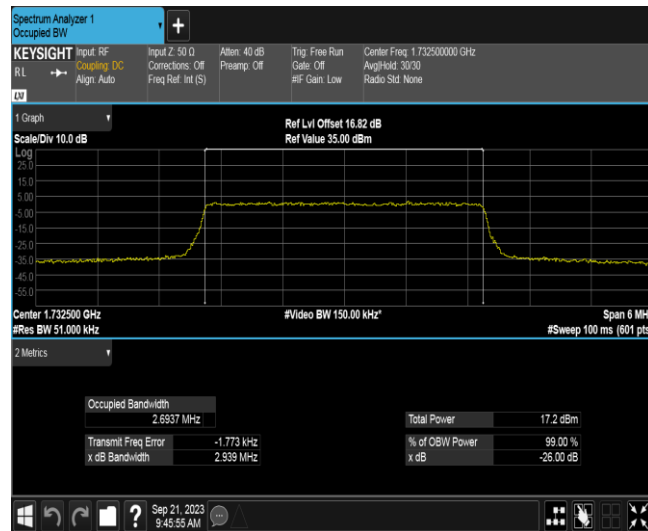 Spectrum Analyzer 1
Occupied BW
KEYSIGHT
RL
LXI
Input: RF
Coupling: DC
Align: Auto
Input Z: 50 Ω
Corrections: Off
Freq Ref: Int (S)
Atten: 40 dB
Preamp: Off
Trig: Free Run
Gate: Off
#IF Gain: Low
Center Freq: 1.732500000 GHz
Avg|Hold: 30/30
Radio Std: None
1 Graph
Scale/Div 10.0 dB
Ref Lvl Offset 16.82 dB
Ref Value 35.00 dBm
Log
25.0
15.0
5.00
-5.00
-15.0
-25.0
-35.0
-45.0
-55.0
Center 1.732500 GHz
#Res BW 51.000 kHz
#Video BW 150.00 kHz*
Span 6 MH
#Sweep 100 ms (601 pts
2 Metrics
Occupied Bandwidth
2.6937 MHz
Transmit Freq Error -1.773 kHz
x dB Bandwidth 2.939 MHz
Total Power 17.2 dBm
% of OBW Power 99.00 %
x dB -26.00 dB
?
Sep 21, 2023
9:45:55 AM